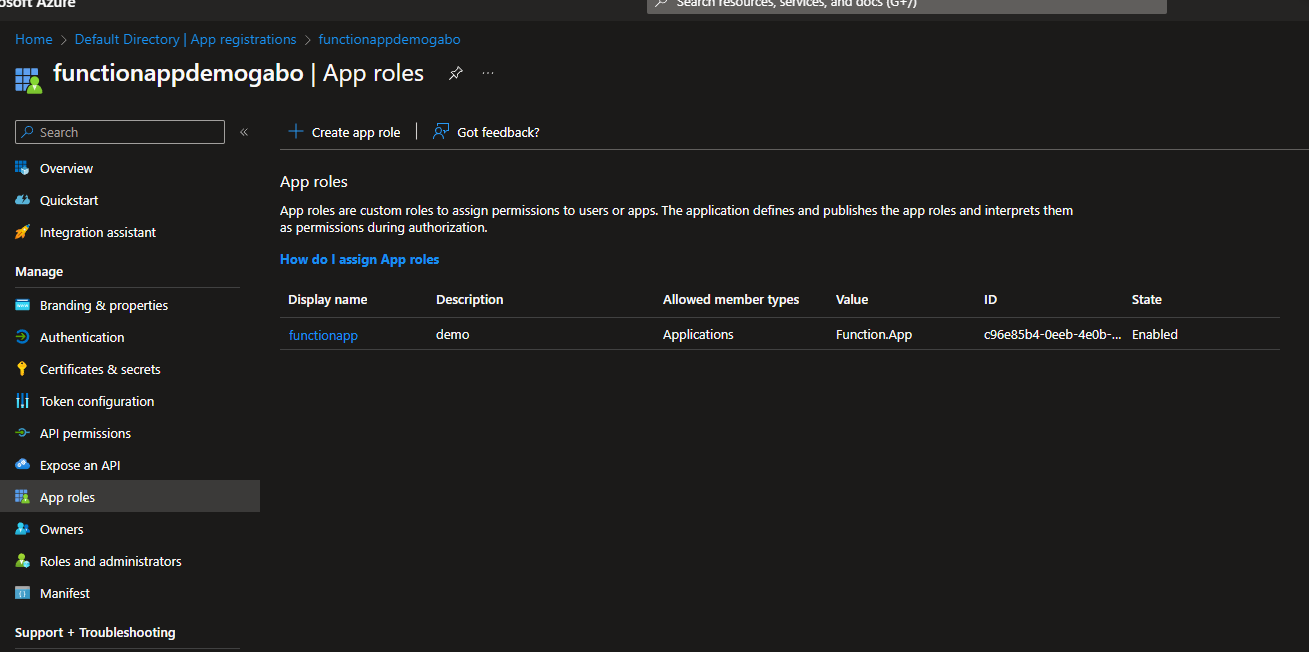 osoft Azure
Search resources, services, and docs (G+/)
Home > Default Directory | App registrations > functionappdemogabo
functionappdemogabo | App roles
Search
Create app role
Got feedback?
Overview
Quickstart
Integration assistant
Manage
Branding & properties
Authentication
Certificates & secrets
Token configuration
API permissions
Expose an API
App roles
Owners
Roles and administrators
Manifest
Support + Troubleshooting
App roles
App roles are custom roles to assign permissions to users or apps. The application defines and publishes the app roles and interprets them
as permissions during authorization.
How do I assign App roles
Display name Description Allowed member types Value ID State
functionapp demo Applications Function.App c96e85b4-0eeb-4e0b-... Enabled